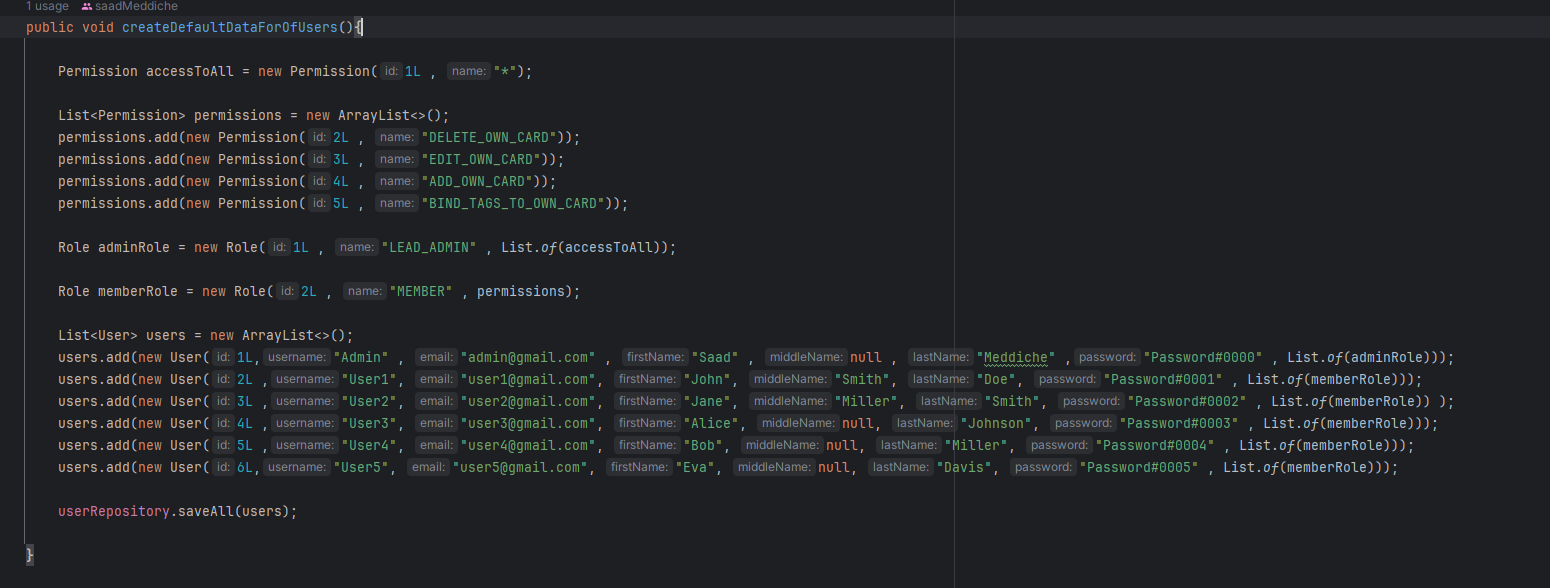 1 usage saadMeddiche
public void createDefaultDataForOfUsers(){
Permission accessToAll = new Permission( id: 1L , name: "*");
List<Permission> permissions = new ArrayList<>();
permissions.add(new Permission( id: 2L , name: "DELETE_OWN_CARD"));
permissions.add(new Permission( id: 3L , name: "EDIT_OWN_CARD"));
permissions.add(new Permission( id: 4L , name: "ADD_OWN_CARD"));
permissions.add(new Permission( id: 5L , name: "BIND_TAGS_TO_OWN_CARD"));
Role adminRole = new Role( id: 1L , name: "LEAD_ADMIN" , List.of(accessToAll));
Role memberRole = new Role( id: 2L , name: "MEMBER" , permissions);
List<User> users = new ArrayList<>();
users.add(new User( id: 1L, username: "Admin" , email: "admin@gmail.com" , firstName: "Saad" , middleName: null , lastName: "Meddiche" , password: "Password#0000" , List.of(adminRole)));
users.add(new User( id: 2L , username: "User1", email: "user1@gmail.com", firstName: "John", middleName: "Smith", lastName: "Doe", password: "Password#0001" , List.of(memberRole)));
users.add(new User( id: 3L , username: "User2", email: "user2@gmail.com", firstName: "Jane", middleName: "Miller", lastName: "Smith", password: "Password#0002" , List.of(memberRole)) );
users.add(new User( id: 4L , username: "User3", email: "user3@gmail.com", firstName: "Alice", middleName: null, lastName: "Johnson", password: "Password#0003" , List.of(memberRole)));
users.add(new User( id: 5L , username: "User4", email: "user4@gmail.com", firstName: "Bob", middleName: null, lastName: "Miller", password: "Password#0004" , List.of(memberRole)));
users.add(new User( id: 6L, username: "User5", email: "user5@gmail.com", firstName: "Eva", middleName: null, lastName: "Davis", password: "Password#0005" , List.of(memberRole)));
userRepository.saveAll(users);
}